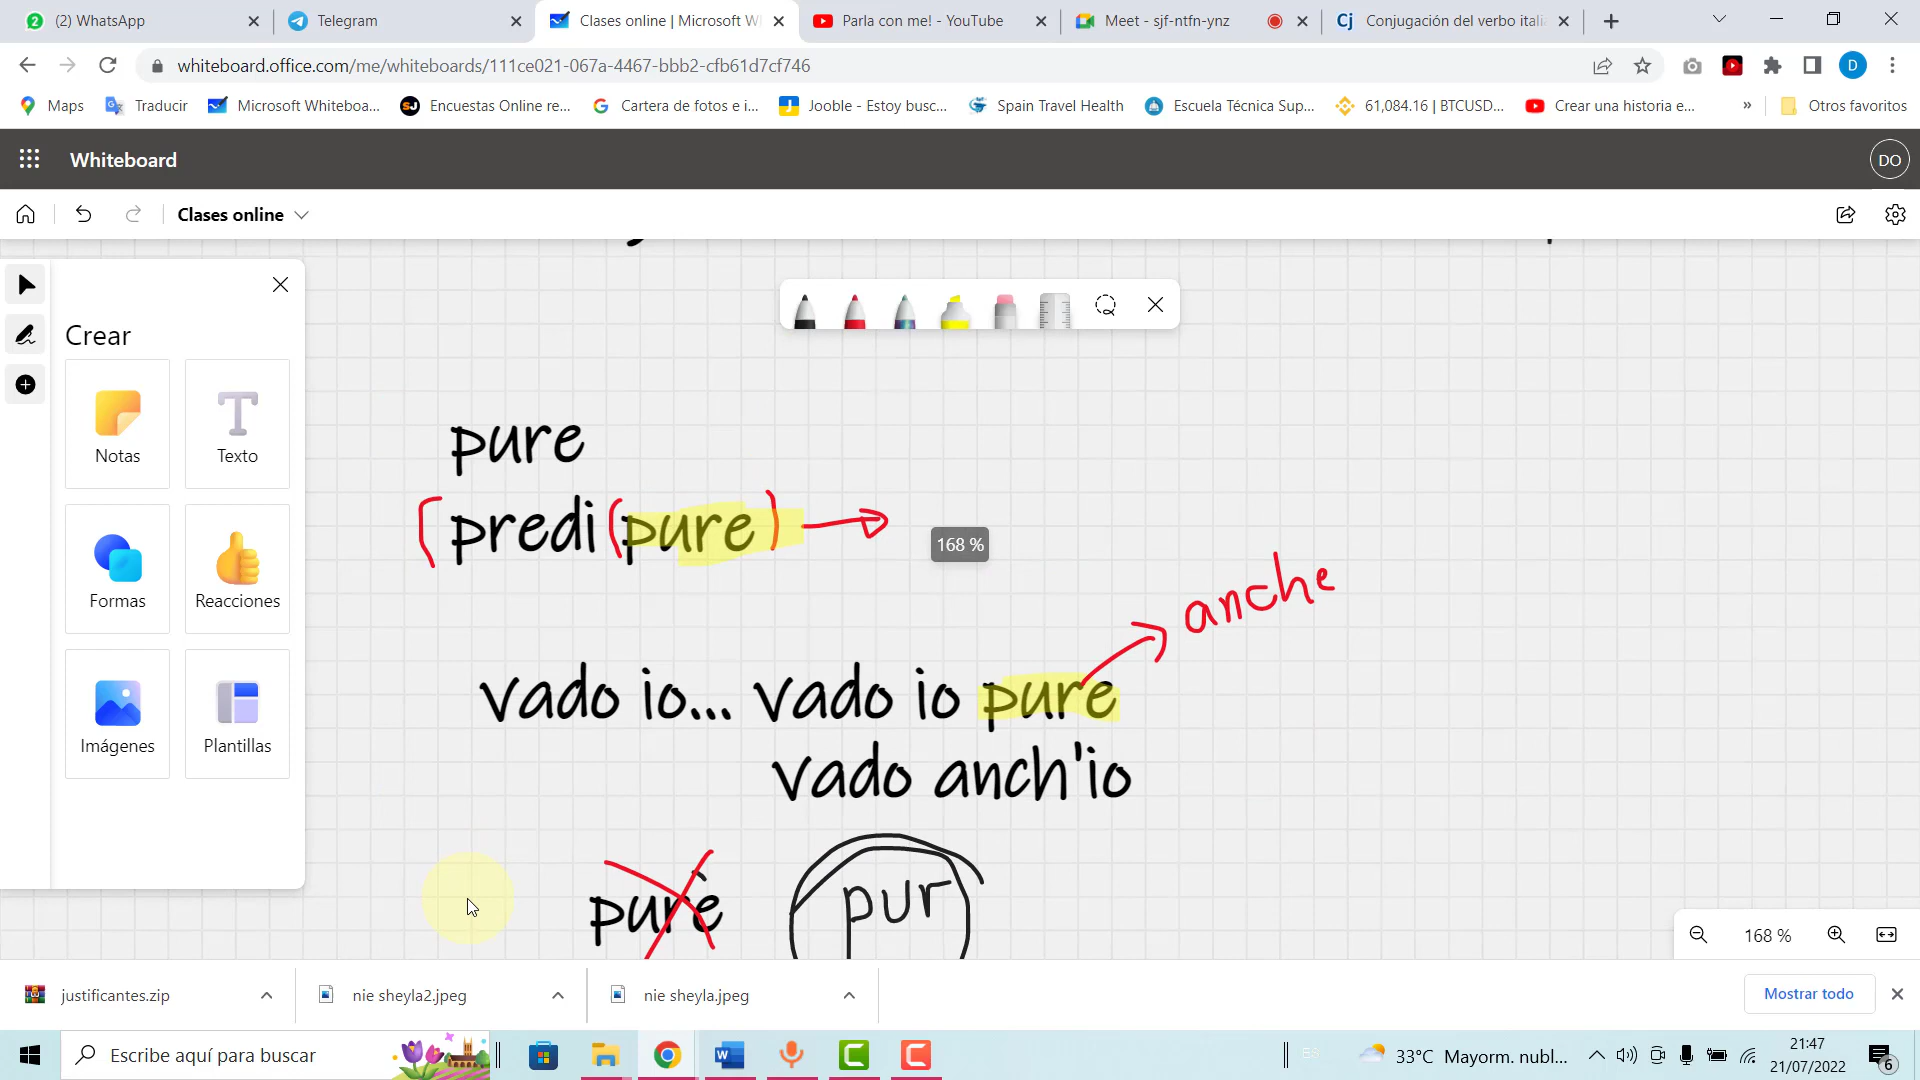 (2) WhatsApp
Telegram
Clases online | Microsoft W
Parla con me! - YouTube
Meet - sjf-ntfn-ynz
Cj Conjugación del verbo itali
whiteboard.office.com/me/whiteboards/111ce021-067a-4467-bbb2-cfb61d7cf746
D
Maps
Traducir
Microsoft Whiteboa...
SJ Encuestas Online re...
Cartera de fotos e i...
Jooble - Estoy busc...
Spain Travel Health
Escuela Técnica Sup...
61,084.16 | BTCUSD...
Crear una historia e...
»
Otros favoritos
Whiteboard
DO
Clases online
Crear
Notas
Texto
Formas
Reacciones
Imágenes
Plantillas
pure
(predi (pure)
168 %
anche
vado io... vado io pure
vado anch'io
purè
pur
168 %
justificantes.zip
nie sheyla2.jpeg
nie sheyla.jpeg
Mostrar todo
Escribe aquí para buscar
33°C Mayorm. nubl...
21:47
21/07/2022
6